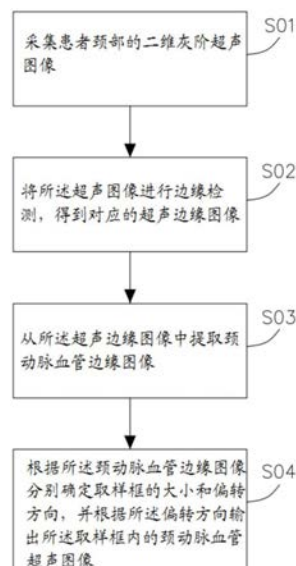 S01
采集患者颈部的二维灰阶超声
图像
S02
将所述超声图像进行边缘检
测，得到对应的超声边缘图像
S03
从所述超声边缘图像中提取颈
动脉血管边缘图像
S04
根据所述颈动脉血管边缘图像
分别确定取样框的大小和偏转
方向，并根据所述偏转方向输
出所述取样框内的颈动脉血管
超声图像